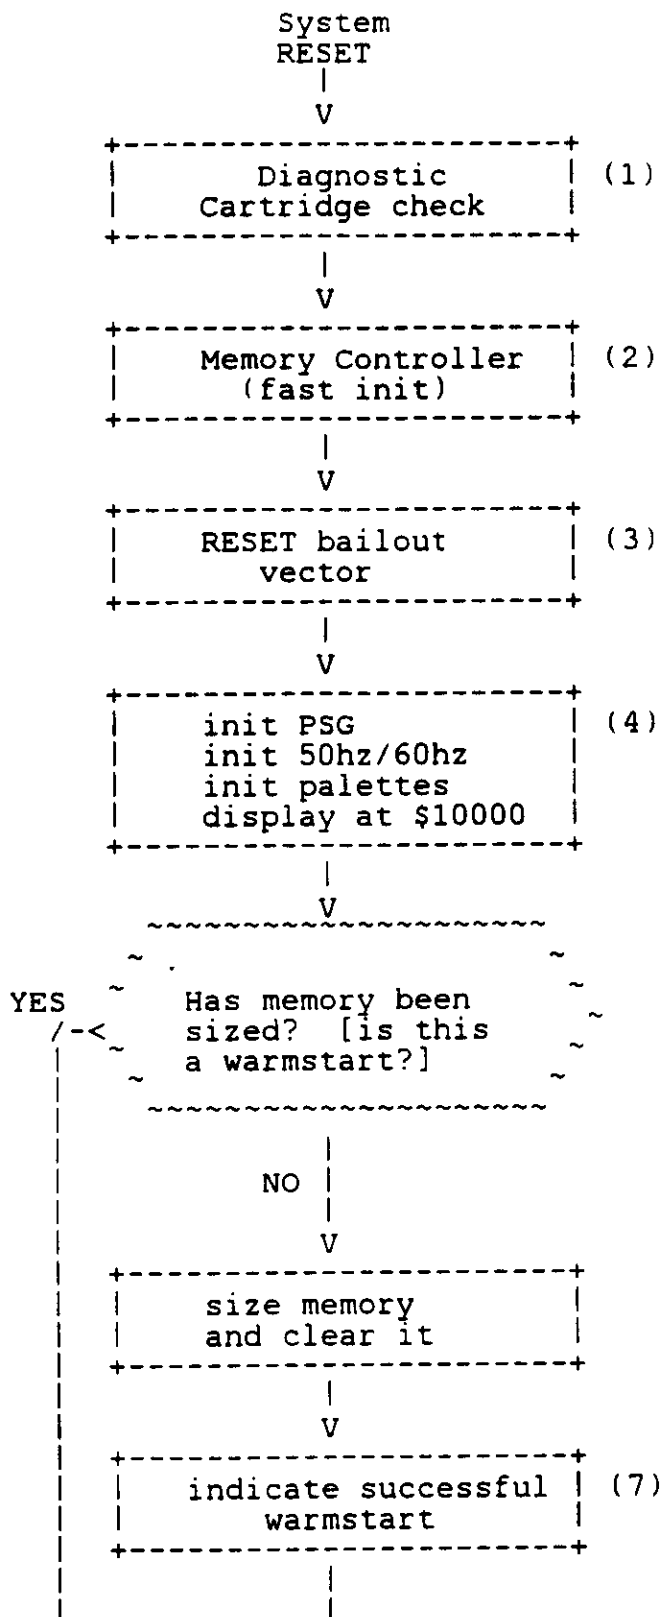 System
RESET
|
V
+-----------------------+
| Diagnostic | (1)
| Cartridge check |
+-----------------------+
|
V
+-----------------------+
| Memory Controller | (2)
| (fast init) |
+-----------------------+
|
V
+-----------------------+
| RESET bailout | (3)
| vector |
+-----------------------+
|
V
+-----------------------+
| init PSG | (4)
| init 50hz/60hz |
| init palettes |
| display at $10000 |
+-----------------------+
|
V
~~~~~~~~~~~~~~~~~~~~~
~ ~
YES ~ Has memory been ~
/-< sized? [is this ~
~ a warmstart?] ~
~ ~
~~~~~~~~~~~~~~~~~~~~~
| |
| NO |
| |
| V
| +-----------------------+
| | size memory |
| | and clear it |
| +-----------------------+
| |
| V
| +-----------------------+
| | indicate successful | (7)
| | warmstart |
| +-----------------------+
| |